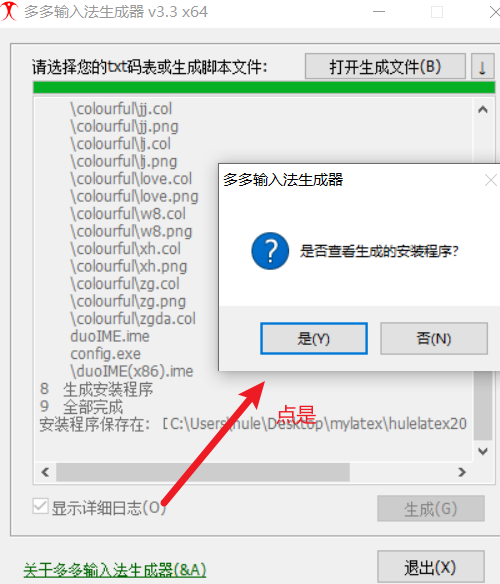 多多输入法生成器 v3.3 x64
请选择您的txt码表或生成脚本文件:
打开生成文件(B)
↓
\colourful\jj.col
\colourful\jj.png
\colourful\lj.col
\colourful\lj.png
\colourful\love.col
\colourful\love.png
\colourful\w8.col
\colourful\w8.png
\colourful\xh.col
\colourful\xh.png
\colourful\zg.col
\colourful\zg.png
\colourful\zgda.col
duoIME.ime
config.exe
\duoIME(x86).ime
8 生成安装程序
9 全部完成
安装程序保存在: [C:\Users\hule\Desktop\mylatex\hulelatex20
多多输入法生成器
是否查看生成的安装程序?
是(Y)
否(N)
点是
显示详细日志(O)
生成(G)
关于多多输入法生成器(&A)
退出(X)